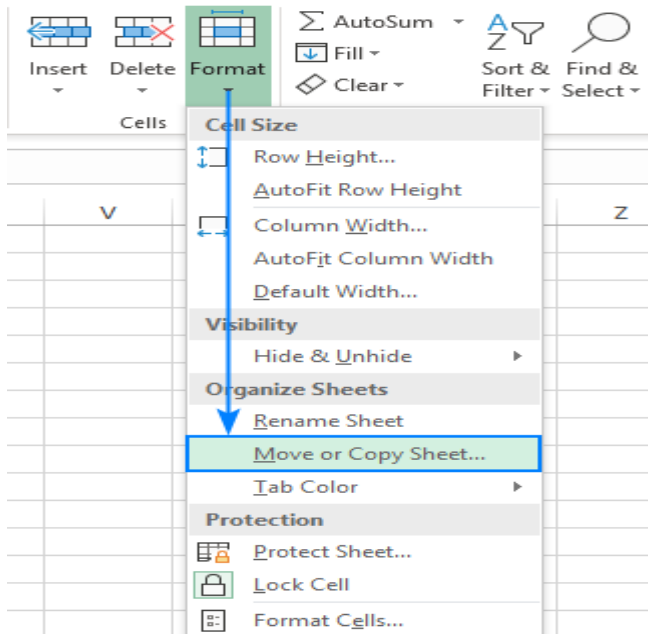 AutoSum
Fill
Clear
Insert Delete Format
Sort & Filter
Find & Select
Cells
Cell Size
Row Height...
AutoFit Row Height
Column Width...
AutoFit Column Width
Default Width...
Visibility
Hide & Unhide
Organize Sheets
Rename Sheet
Move or Copy Sheet...
Tab Color
Protection
Protect Sheet...
Lock Cell
Format Cells...
V
Z